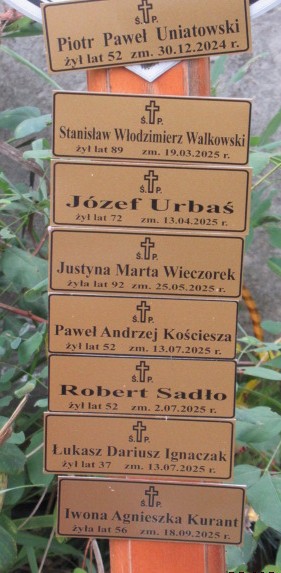 Ś. P.
Piotr Paweł Uniatowski
żył lat 52 zm. 30.12.2024 r.
Ś. P.
Stanisław Włodzimierz Walkowski
żył lat 89 zm. 19.03.2025 r.
Ś. P.
Józef Urbaś
żył lat 72 zm. 13.04.2025 r.
Ś. P.
Justyna Marta Wieczorek
żyła lat 92 zm. 25.05.2025 r.
Ś. P.
Paweł Andrzej Kościesza
żył lat 52 zm. 13.07.2025 r.
Ś. P.
Robert Sadło
żył lat 52 zm. 2.07.2025 r.
Ś. P.
Łukasz Dariusz Ignaczak
żył lat 37 zm. 13.07.2025 r.
Ś. P.
Iwona Agnieszka Kurant
żyła lat 56 zm. 18.09.2025 r.